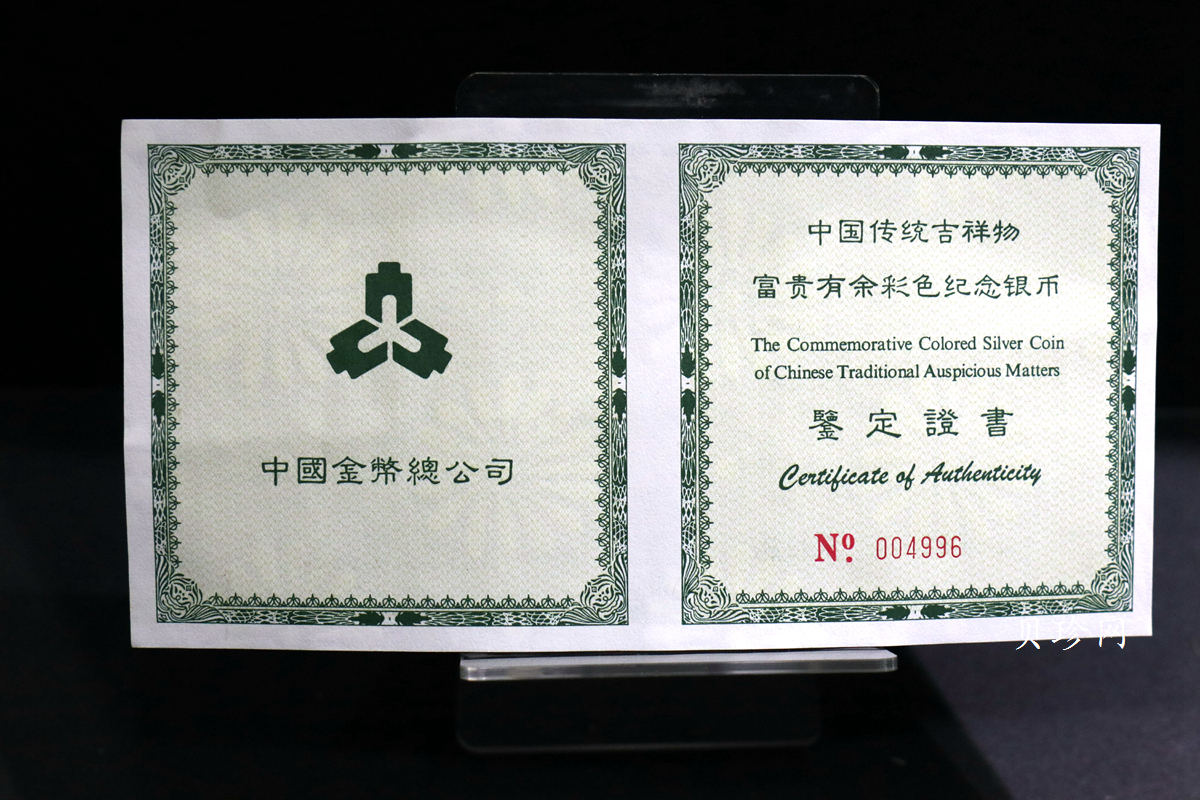 中國金幣總公司
中国传统吉祥物
富贵有余彩色纪念银币
The Commemorative Colored Silver Coin
of Chinese Traditional Auspicious Matters
鑒定證書
Certificate of Authenticity
Nº. 004996
贝珍网